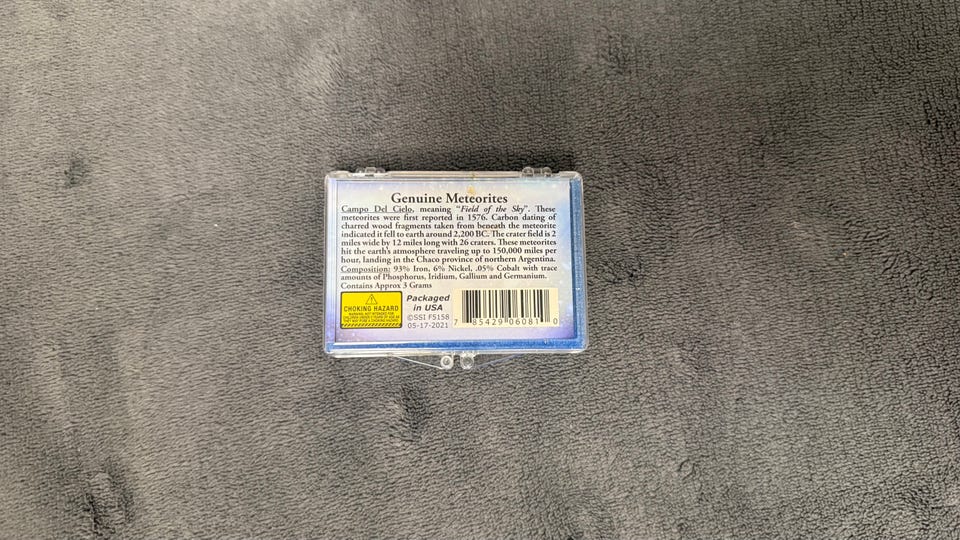 Genuine Meteorites
Campo Del Cielo, meaning "Field of the Sky". These
meteorites were first reported in 1576. Carbon dating of
charred wood fragments taken from beneath the meteorite
indicated it fell to earth around 2,200 BC. The crater field is 2
miles wide by 12 miles long with 26 craters. These meteorites
hit the earth's atmosphere traveling up to 150,000 miles per
hour, landing in the Chaco province of northern Argentina.
Composition: 93% Iron, 6% Nickel, .05% Cobalt with trace
amounts of Phosphorus, Iridium, Gallium and Germanium.
Contains Approx 3 Grams
CHOKING HAZARD
Packaged
in USA
©SSI F5158
05-17-2021
7 85429 06081 0